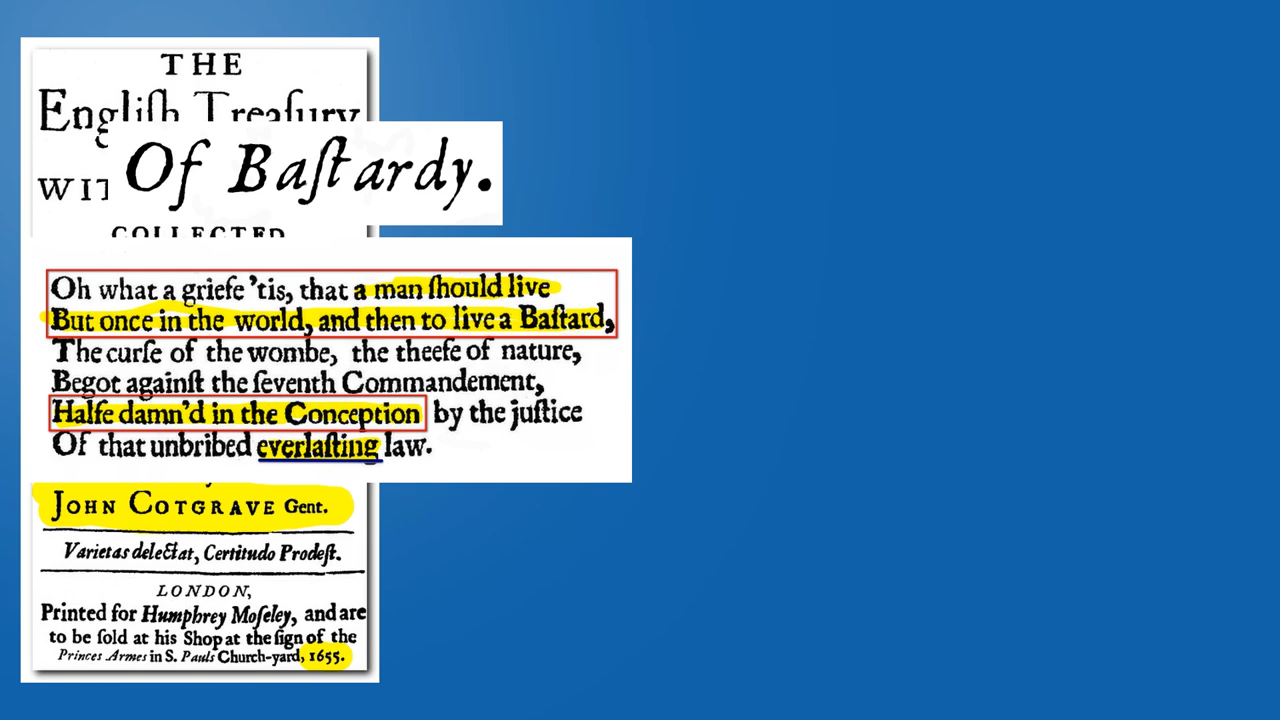 THE
Engliſh Treaſury
WIT
Of Baſtardy.
COLLECTED
Oh what a griefe 'tis, that a man ſhould live
But once in the world, and then to live a Baſtard,
The curſe of the wombe, the theefe of nature,
Begot againſt the ſeventh Commandement,
Halfe damn'd in the Conception by the juſtice
Of that unbribed everlaſting law.
JOHN COTGRAVE Gent.
Varietas delectat, Certitudo Prodeſt.
LONDON,
Printed for Humphrey Moſeley, and are
to be ſold at his Shop at the ſign of the
Princes Armes in S. Pauls Church-yard, 1655.